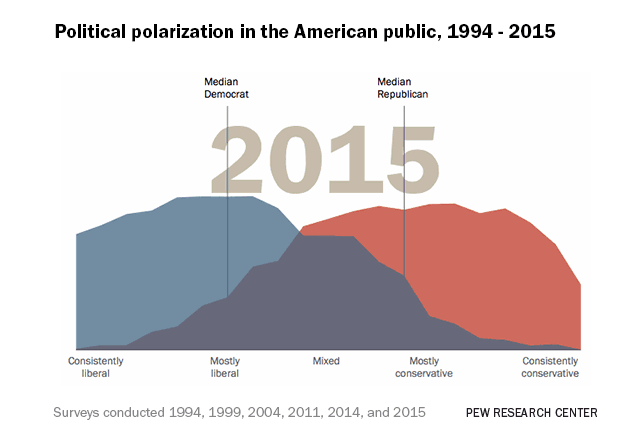 Political polarization in the American public, 1994 - 2015
Median
Democrat
Median
Republican
2015
Consistently
liberal
Mostly
liberal
Mixed
Mostly
conservative
Consistently
conservative
Surveys conducted 1994, 1999, 2004, 2011, 2014, and 2015
PEW RESEARCH CENTER